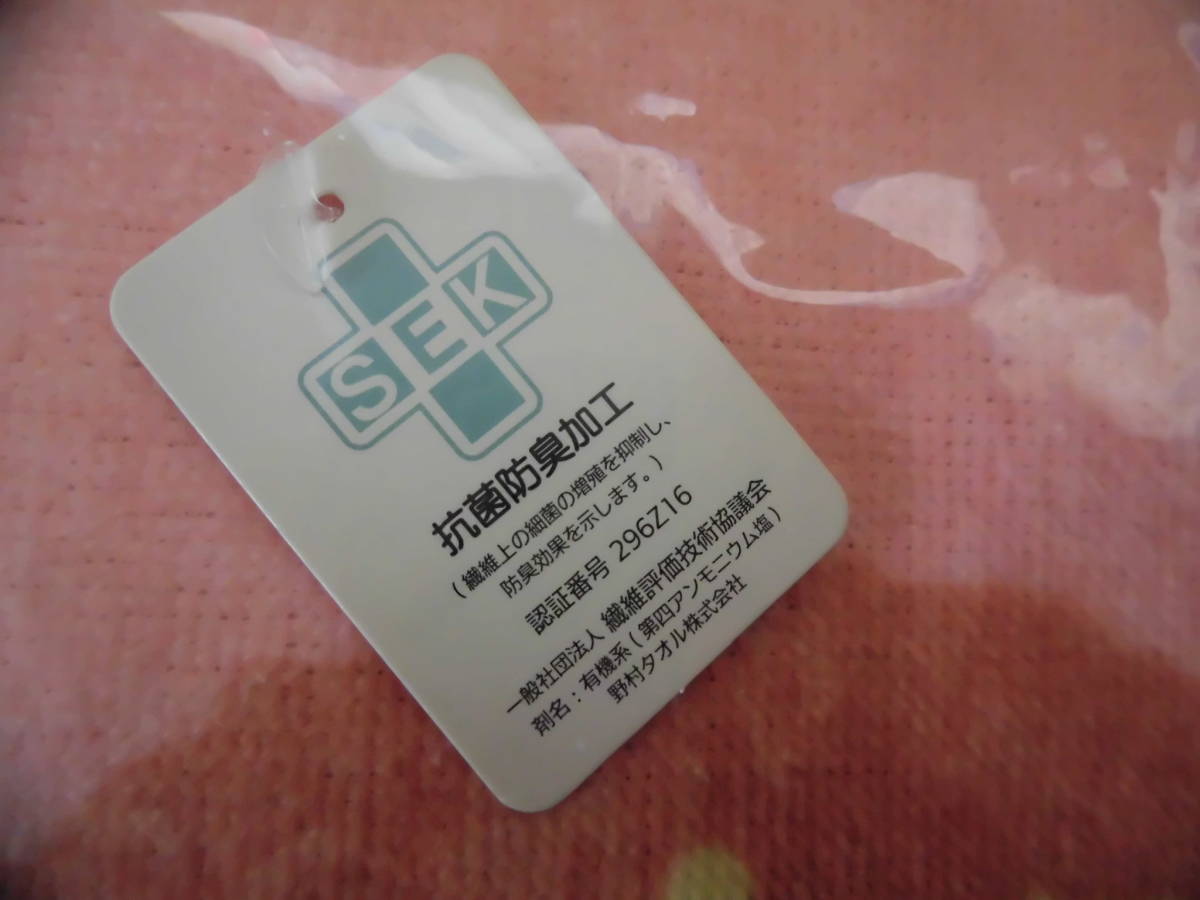 SEK
抗菌防臭加工
(繊維上の細菌の増殖を抑制し、
防臭効果を示します。)
認証番号 296Z16
一般社団法人 繊維評価技術協議会
剤名：有機系(第四アンモニウム塩)
野村タオル株式会社